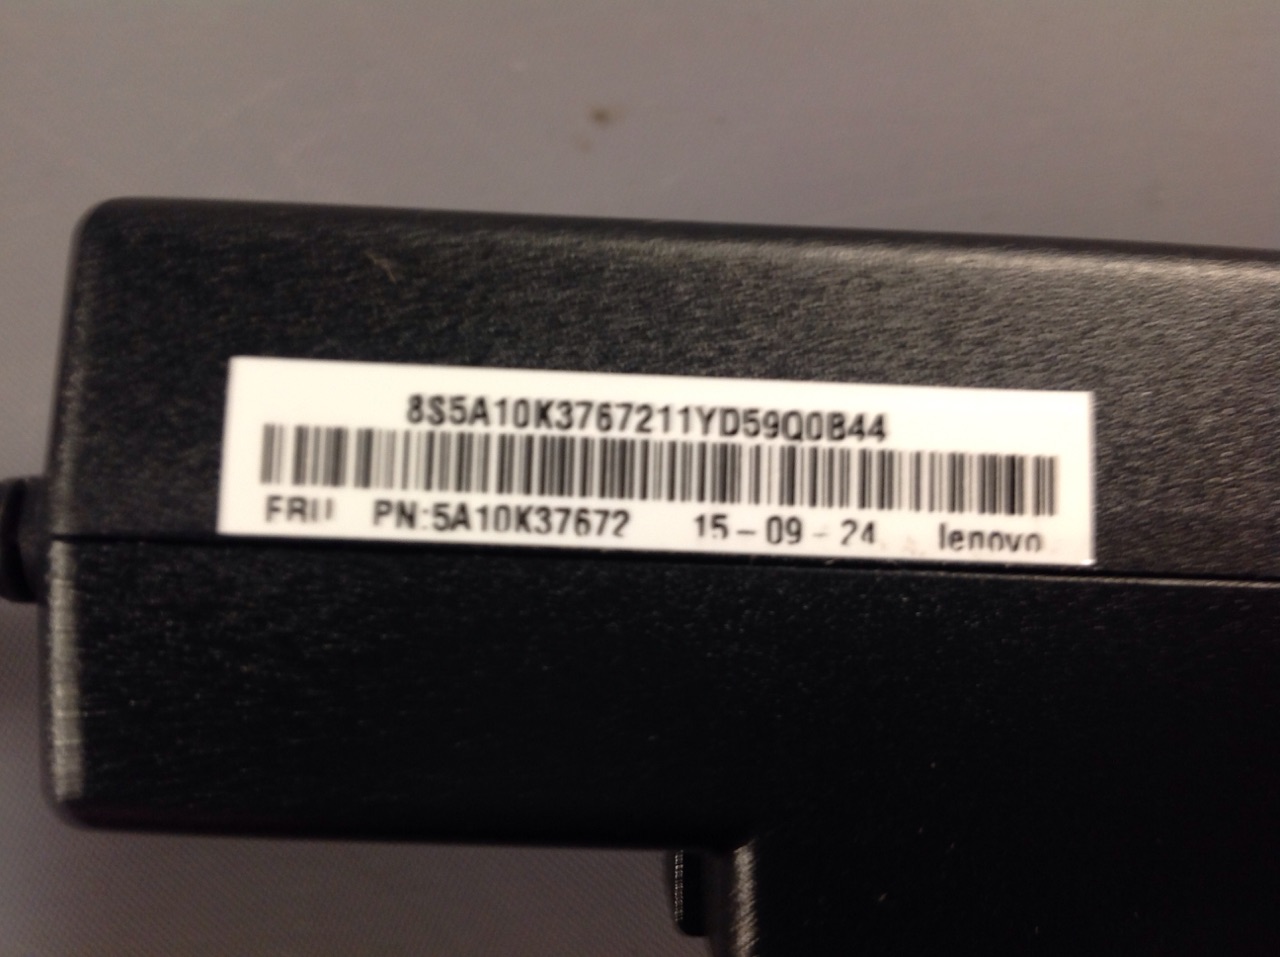 8S5A10K3767211YD59Q0B44
FRU PN:5A10K37672 15-09-24 lenovo